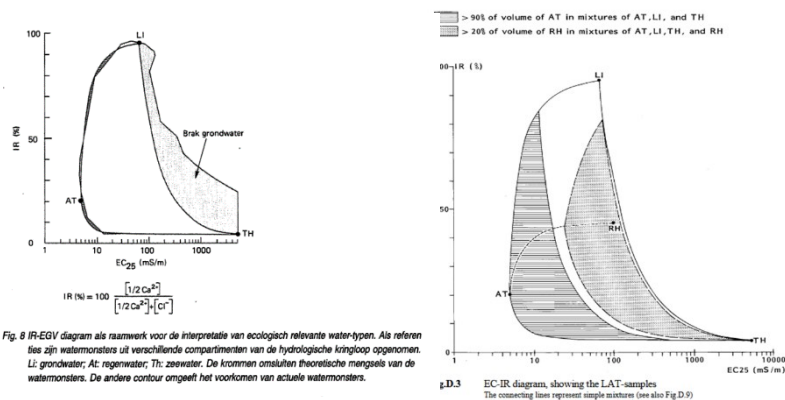 LI
100
IR (%)
50
0
AT
Brak grondwater
TH
1
10
100
1000
EC25 (mS/m)
IR (%) = 100 [1/2 Ca2+] / [1/2 Ca2+]+[Cl-]
Fig. 8 IR-EGV diagram als raamwerk voor de interpretatie van ecologisch relevante water-typen. Als referen
ties zijn watermonsters uit verschillende compartimenten van de hydrologische kringloop opgenomen.
Li: grondwater; At: regenwater; Th: zeewater. De krommen omsluiten theoretische mengsels van de
watermonsters. De andere contour omgeeft het voorkomen van actuele watermonsters.
> 90% of volume of AT in mixtures of AT, LI, and TH
> 20% of volume of RH in mixtures of AT, LI, TH, and RH
00 IR (%)
LI
50
RH
AT
TH
0
1
10
100
1000
10000
EC25 (mS/m)
g.D.3 EC-IR diagram, showing the LAT-samples
The connecting lines represent simple mixtures (see also Fig.D.9)